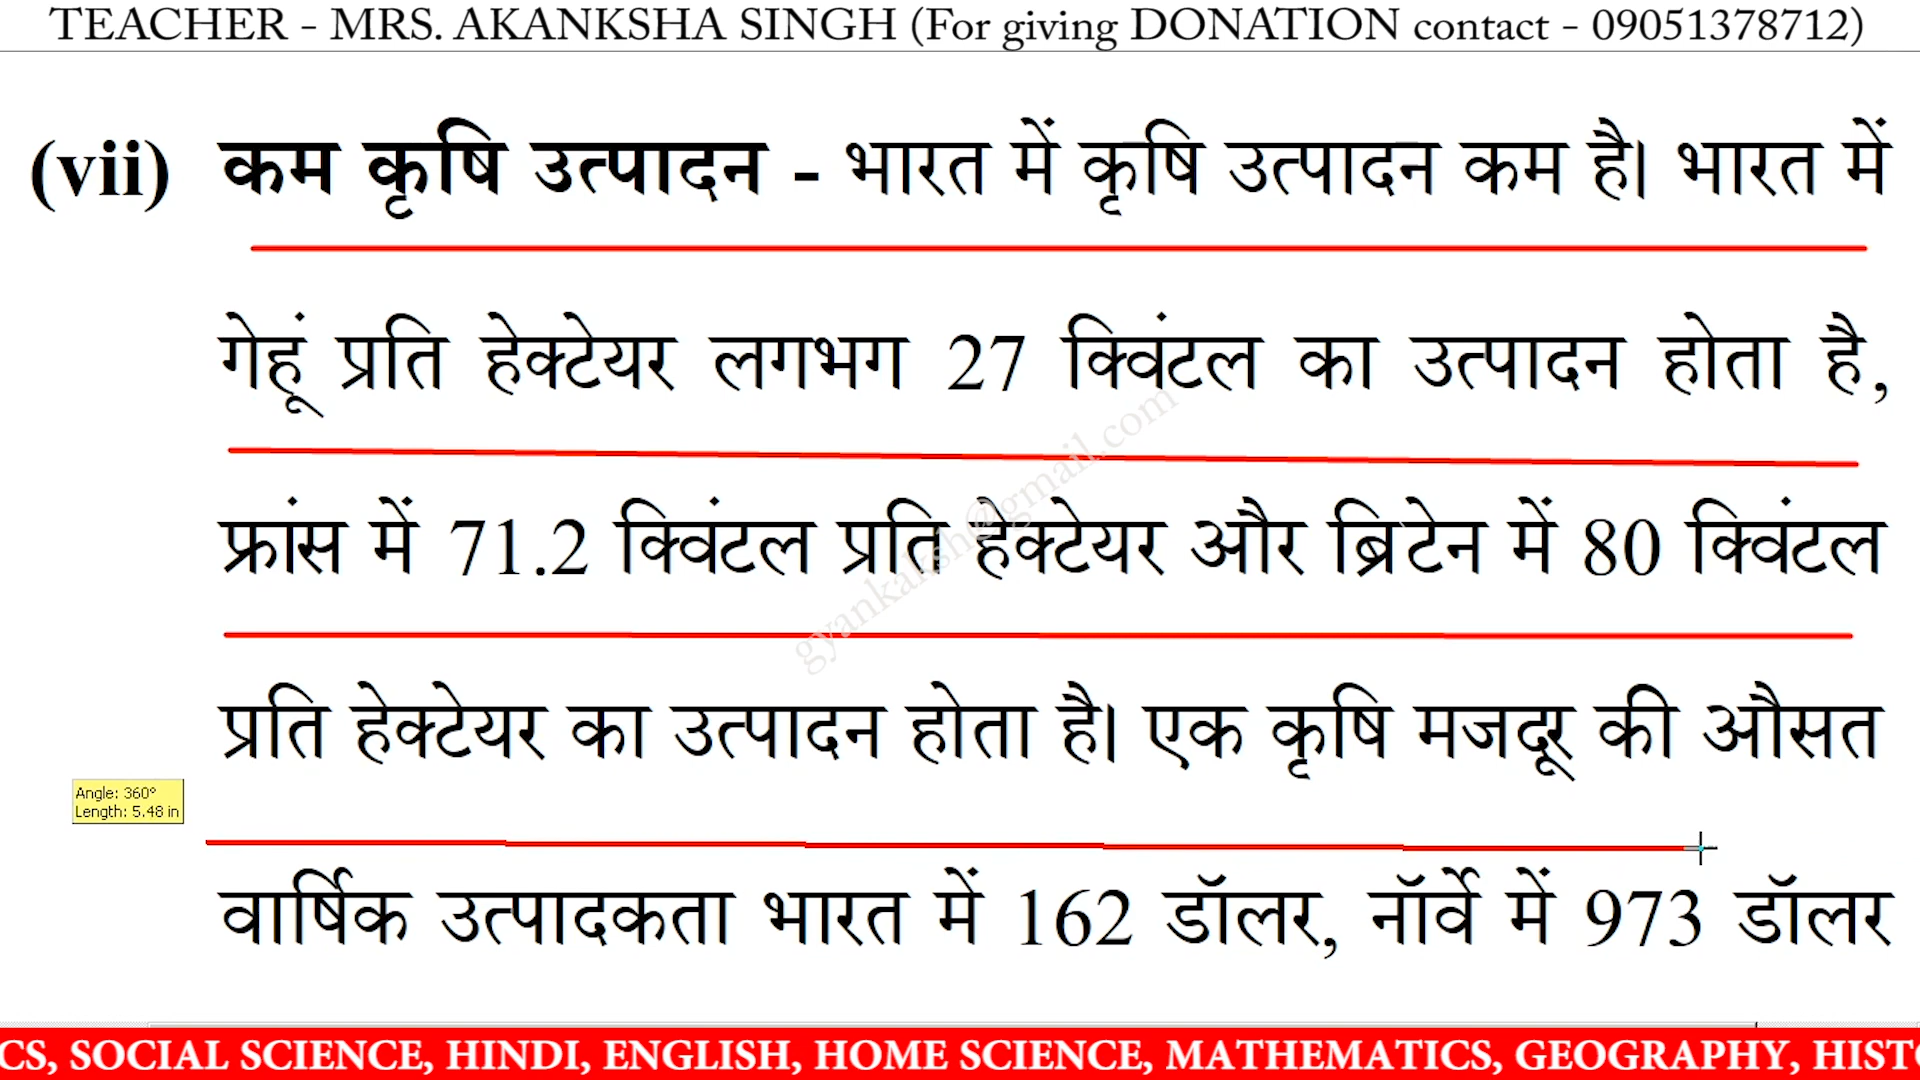 TEACHER - MRS. AKANKSHA SINGH (For giving DONATION contact - 09051378712)
(vii) कम कृषि उत्पादन - भारत में कृषि उत्पादन कम है। भारत में
गेहूं प्रति हेक्टेयर लगभग 27 क्विंटल का उत्पादन होता है,
फ्रांस में 71.2 क्विंटल प्रति हेक्टेयर और ब्रिटेन में 80 क्विंटल
gyankaksh@gmail.com
प्रति हेक्टेयर का उत्पादन होता है। एक कृषि मजदूर की औसत
Angle: 360°
Length: 5.48 in
वार्षिक उत्पादकता भारत में 162 डॉलर, नॉर्वे में 973 डॉलर
CS, SOCIAL SCIENCE, HINDI, ENGLISH, HOME SCIENCE, MATHEMATICS, GEOGRAPHY, HIST